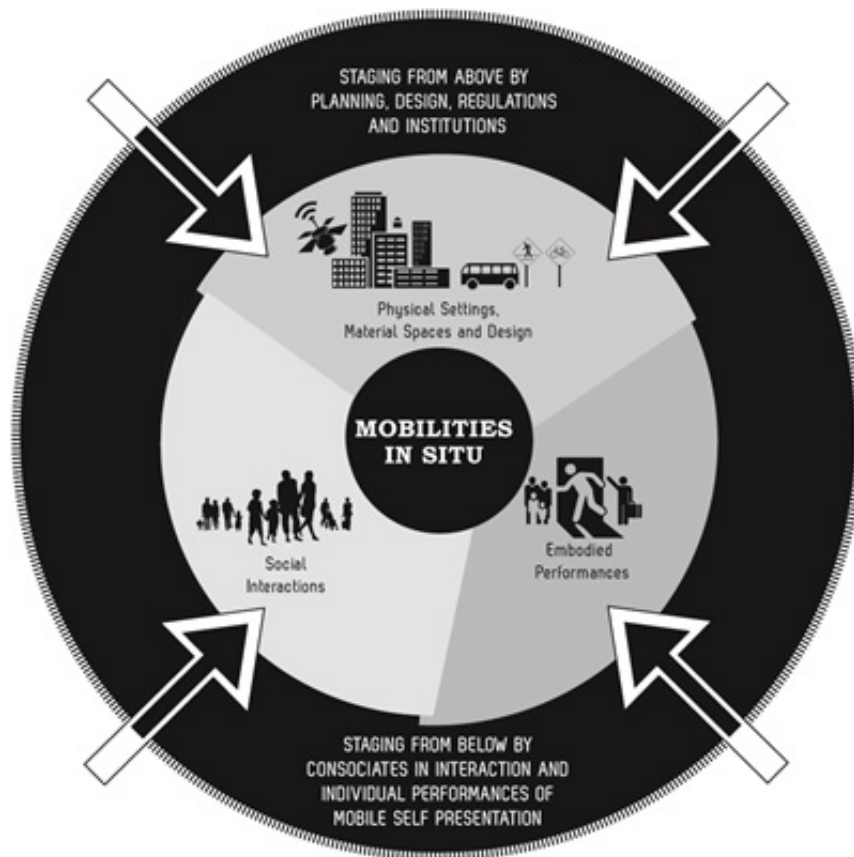 STAGING FROM ABOVE BY
PLANNING, DESIGN, REGULATIONS
AND INSTITUTIONS
Physical Settings,
Material Spaces and Design
MOBILITIES
IN SITU
Social
Interactions
Embodied
Performances
STAGING FROM BELOW BY
CONSOCIATES IN INTERACTION AND
INDIVIDUAL PERFORMANCES OF
MOBILE SELF PRESENTATION